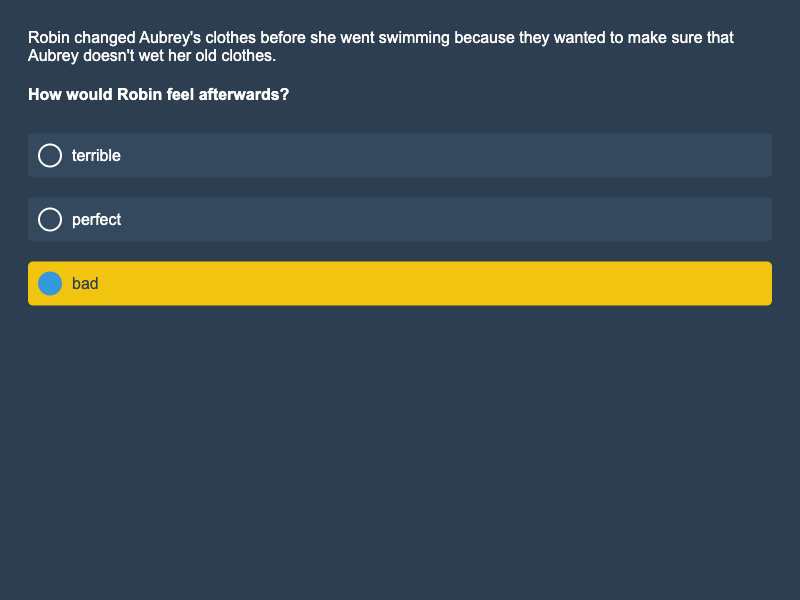 Robin changed Aubrey's clothes before she went swimming because they wanted to make sure that
Aubrey doesn't wet her old clothes.
How would Robin feel afterwards?
terrible
perfect
bad